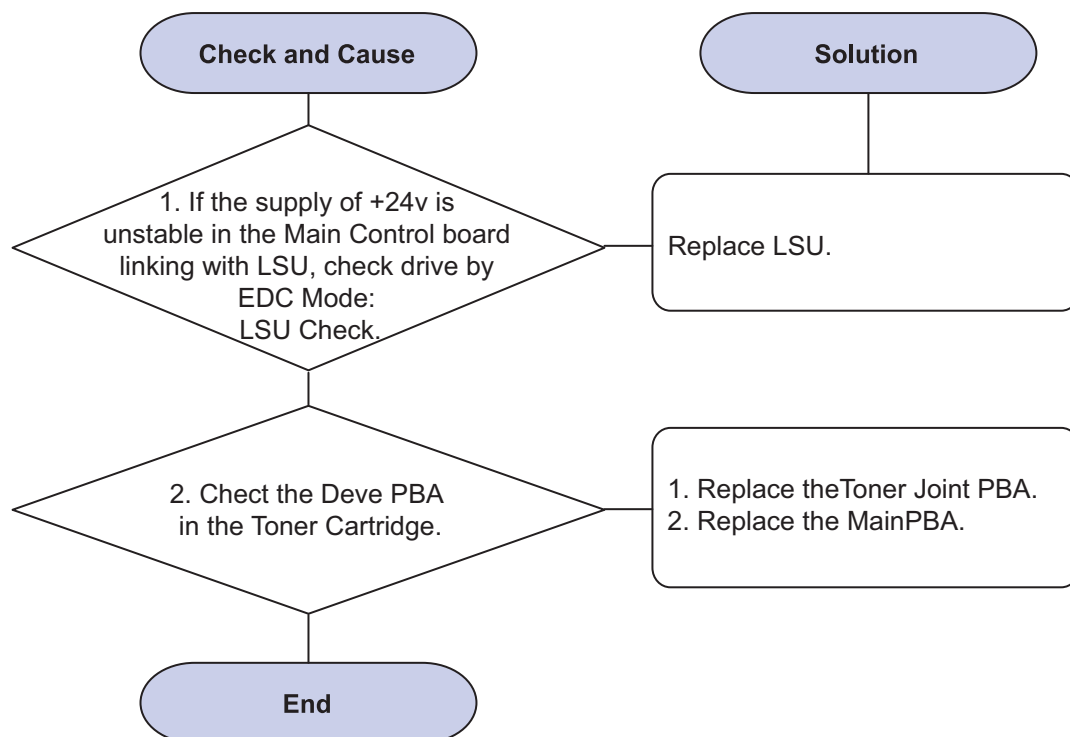 Check and Cause
Solution
1. If the supply of +24v is
unstable in the Main Control board
linking with LSU, check drive by
EDC Mode:
LSU Check.
Replace LSU.
2. Chect the Deve PBA
in the Toner Cartridge.
1. Replace theToner Joint PBA.
2. Replace the MainPBA.
End